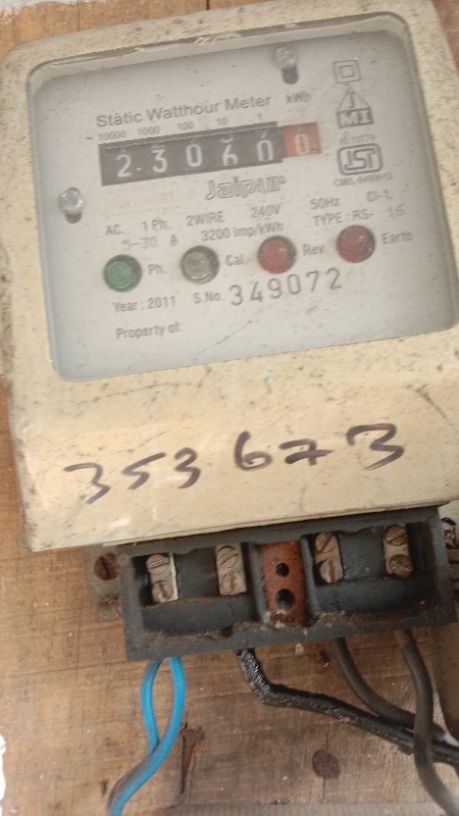 Static Watthour Meter
kWh
10000 1000 100 10 1
2 3 0 6 0 0
MI
ISI
Jaipur
AC. 1 Ph. 2WIRE 240V 50Hz Cl-1.
5-30 A 3200 Imp/kWh TYPE : RS- 16
Ph. Cal. Rev. Earth
Year : 2011 S.No. 349072
Property of:
353673